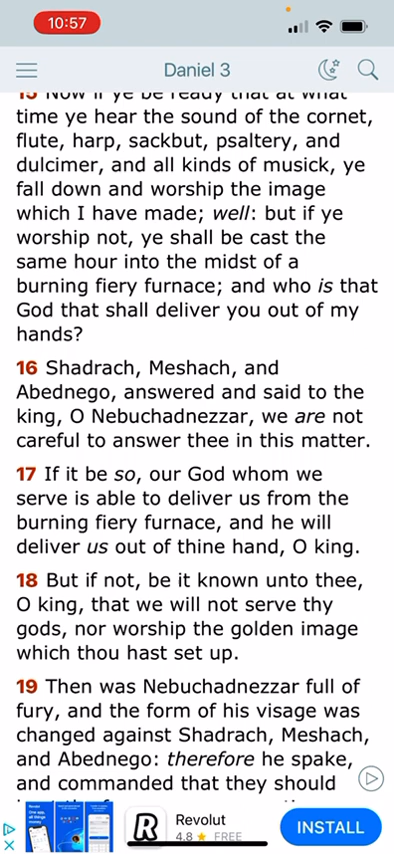 10:57
Daniel 3
15 Now if ye be ready that at what
time ye hear the sound of the cornet,
flute, harp, sackbut, psaltery, and
dulcimer, and all kinds of musick, ye
fall down and worship the image
which I have made; well: but if ye
worship not, ye shall be cast the
same hour into the midst of a
burning fiery furnace; and who is that
God that shall deliver you out of my
hands?
16 Shadrach, Meshach, and
Abednego, answered and said to the
king, O Nebuchadnezzar, we are not
careful to answer thee in this matter.
17 If it be so, our God whom we
serve is able to deliver us from the
burning fiery furnace, and he will
deliver us out of thine hand, O king.
18 But if not, be it known unto thee,
O king, that we will not serve thy
gods, nor worship the golden image
which thou hast set up.
19 Then was Nebuchadnezzar full of
fury, and the form of his visage was
changed against Shadrach, Meshach,
and Abednego: therefore he spake,
and commanded that they should
R
Revolut
4.8 ★ FREE
INSTALL